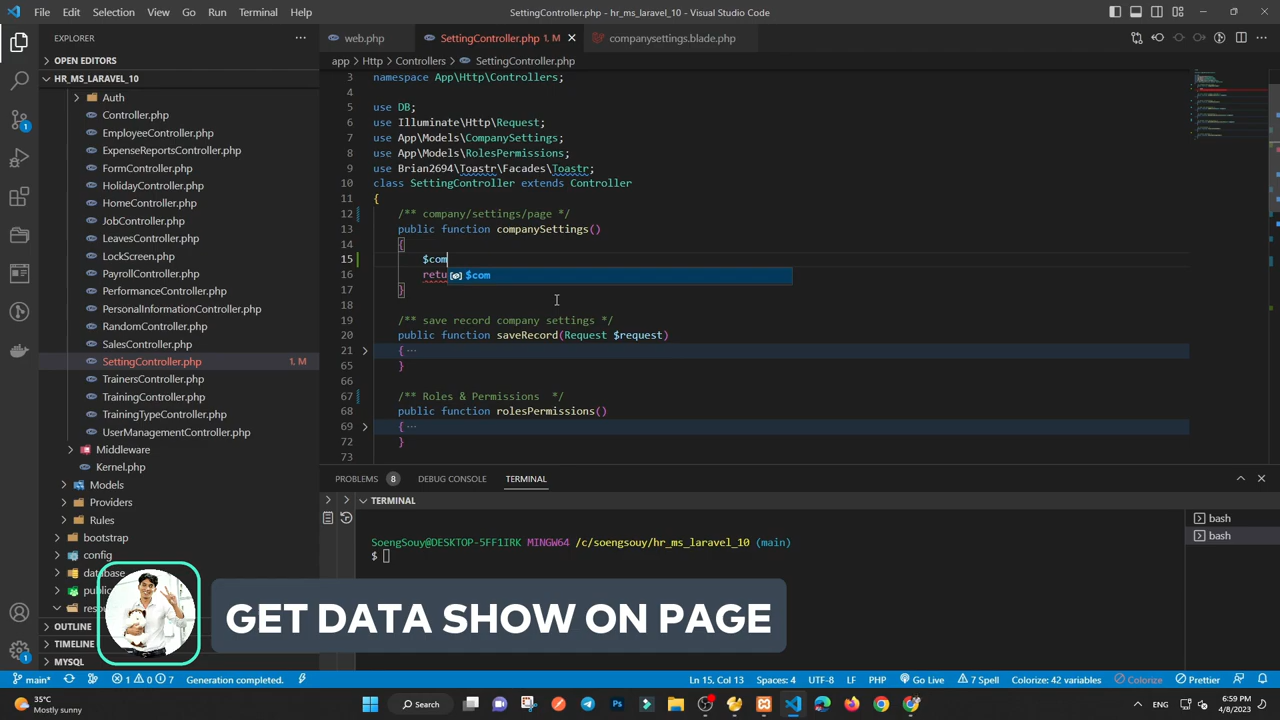 File Edit Selection View Go Run Terminal Help
SettingController.php - hr_ms_laravel_10 - Visual Studio Code
EXPLORER
OPEN EDITORS
HR_MS_LARAVEL_10
Auth
Controller.php
EmployeeController.php
ExpenseReportsController.php
FormController.php
HolidayController.php
HomeController.php
JobController.php
LeavesController.php
LockScreen.php
PayrollController.php
PerformanceController.php
PersonalInformationController.php
RandomController.php
SalesController.php
SettingController.php 1, M
TrainersController.php
TrainingController.php
TrainingTypeController.php
UserManagementController.php
Middleware
Kernel.php
Models
Providers
Rules
bootstrap
config
database
public
resou
OUTLINE
TIMELINE
MYSQL
web.php
SettingController.php 1, M
companysettings.blade.php
app > Http > Controllers > SettingController.php
3 namespace App\Http\Controllers;
4
5 use DB;
6 use Illuminate\Http\Request;
7 use App\Models\CompanySettings;
8 use App\Models\RolesPermissions;
9 use Brian2694\Toastr\Facades\Toastr;
10 class SettingController extends Controller
11 {
12 /** company/settings/page */
13 public function companySettings()
14 {
15 $com
16 retu
$com
17 }
18
19 /** save record company settings */
20 public function saveRecord(Request $request)
21 { ...
65 }
66
67 /** Roles & Permissions */
68 public function rolesPermissions()
69 { ...
72 }
73
PROBLEMS 8 DEBUG CONSOLE TERMINAL
TERMINAL
SoengSouy@DESKTOP-5FF1IRK MINGW64 /c/soengsouy/hr_ms_laravel_10 (main)
$
bash
bash
GET DATA SHOW ON PAGE
main* 1 0 7 Generation completed.
Ln 15, Col 13 Spaces: 4 UTF-8 LF PHP Go Live 7 Spell Colorize: 42 variables Colorize Prettier
35°C
Mostly sunny
Search
ENG
6:59 PM
4/8/2023